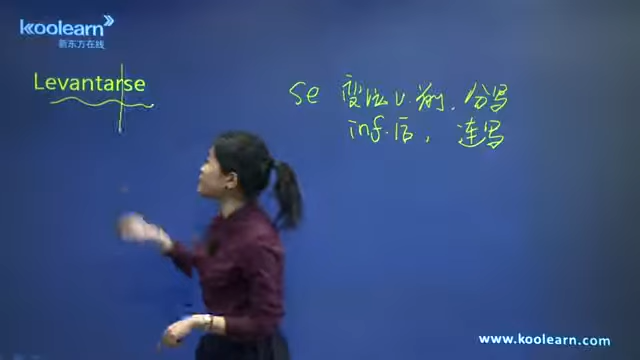 koolearn
新东方在线
Levantarse
se 变位v.前, 分写
inf.后, 连写
www.koolearn.com